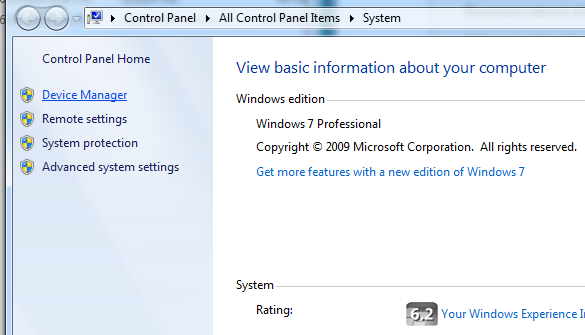 Control Panel ▸ All Control Panel Items ▸ System
Control Panel Home
Device Manager
Remote settings
System protection
Advanced system settings
View basic information about your computer
Windows edition
Windows 7 Professional
Copyright © 2009 Microsoft Corporation. All rights reserved.
Get more features with a new edition of Windows 7
System
Rating:
6.2 Your Windows Experience